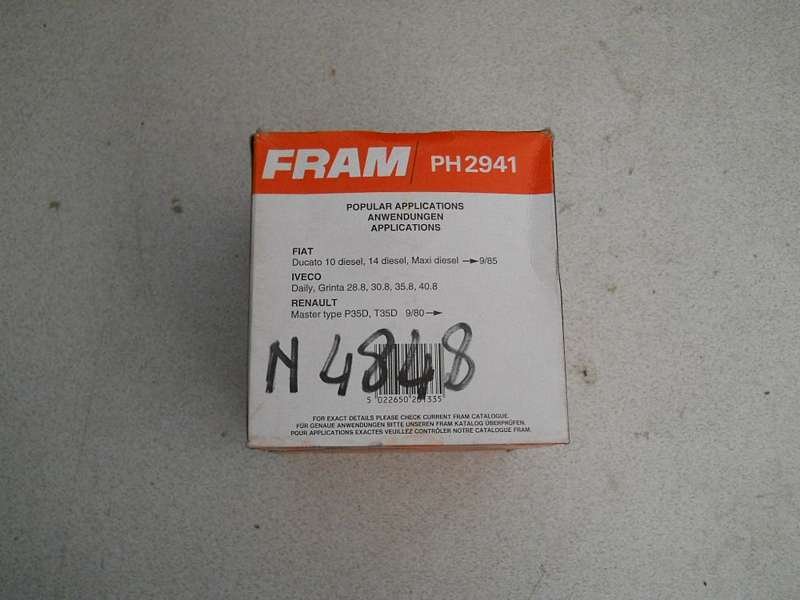 FRAM PH2941
POPULAR APPLICATIONS
ANWENDUNGEN
APPLICATIONS
FIAT
Ducato 10 diesel, 14 diesel, Maxi diesel → 9/85
IVECO
Daily, Grinta 28.8, 30.8, 35.8, 40.8
RENAULT
Master type P35D, T35D 9/80 →
N 4848
5 022650 201335
FOR EXACT DETAILS PLEASE CHECK CURRENT FRAM CATALOGUE.
FÜR GENAUE ANWENDUNGEN BITTE UNSEREN FRAM KATALOG ÜBERPRÜFEN.
POUR APPLICATIONS EXACTES VEUILLEZ CONTRÔLER NOTRE CATALOGUE FRAM.